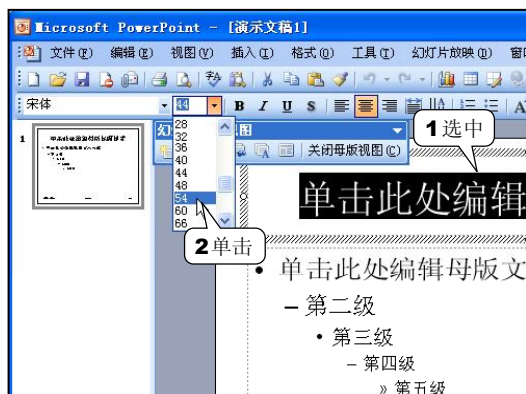 Microsoft PowerPoint - [演示文稿1]
文件(F) 编辑(E) 视图(V) 插入(I) 格式(O) 工具(T) 幻灯片放映(D) 窗
宋体 44 B I U S
1选中
关闭母版视图(C)
28
32
36
40
44
48
54
60
66
2单击
1
单击此处编辑
• 单击此处编辑母版文
– 第二级
• 第三级
– 第四级
» 第五级